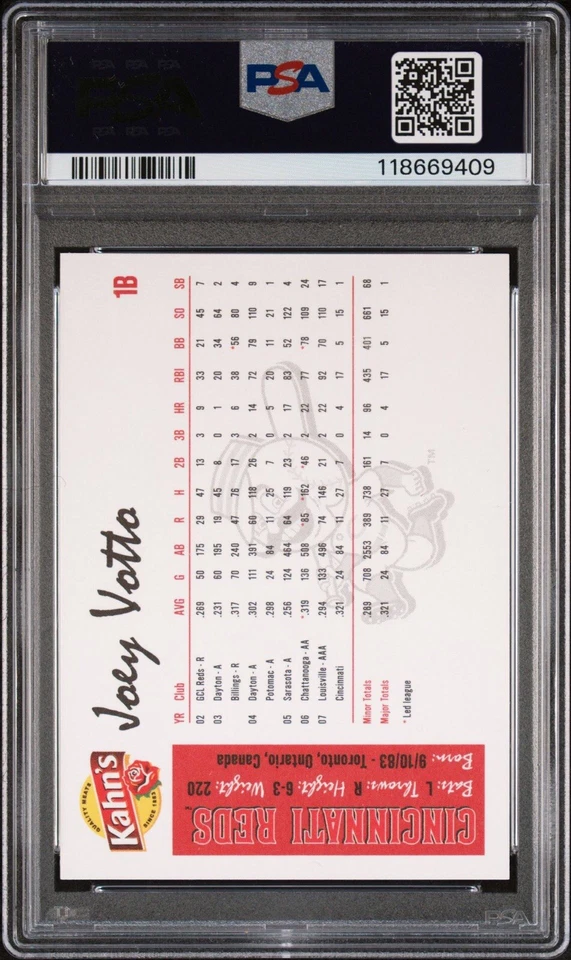 PSA
118669409
QUALITY MEATS
Kahn's
SINCE 1883
Joey Votto
1B
CINCINNATI REDS
Bats: L Throws: R Height: 6-3 Weight: 220
Born:
9/10/83 - Toronto, Ontario, Canada
YR Club AVG G AB R H 2B 3B HR RBI BB SO SB
02 GCL Reds - R .269 50 175 29 47 13 3 9 33 21 45 7
03 Dayton - A .231 60 195 19 45 8 0 1 20 34 64 2
Billings - R .317 70 240 47 76 17 3 6 38 *56 80 4
04 Dayton - A .302 111 391 60 118 26 2 14 72 79 110 9
Potomac - A .298 24 84 11 25 7 0 5 20 11 21 1
05 Sarasota - A .256 124 464 64 119 23 2 17 83 52 122 4
06 Chattanooga - AA *.319 136 508 *85 *162 *46 2 22 77 *78 109 24
07 Louisville - AAA .294 133 496 74 146 21 2 22 92 70 110 17
Cincinnati .321 24 84 11 27 7 0 4 17 5 15 1
Minor Totals .289 708 2553 389 738 161 14 96 435 401 661 68
Major Totals .321 24 84 11 27 7 0 4 17 5 15 1
* Led league
TM
PSA